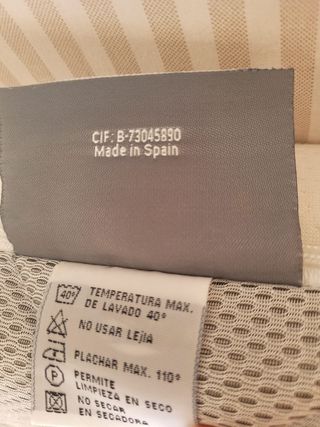 CIF: B-73045890
Made in Spain
40° TEMPERATURA MAX.
DE LAVADO 40°
NO USAR LEJIA
PLACHAR MAX. 110°
P PERMITE
LIMPIEZA EN SECO
NO SECAR
EN SECADORA